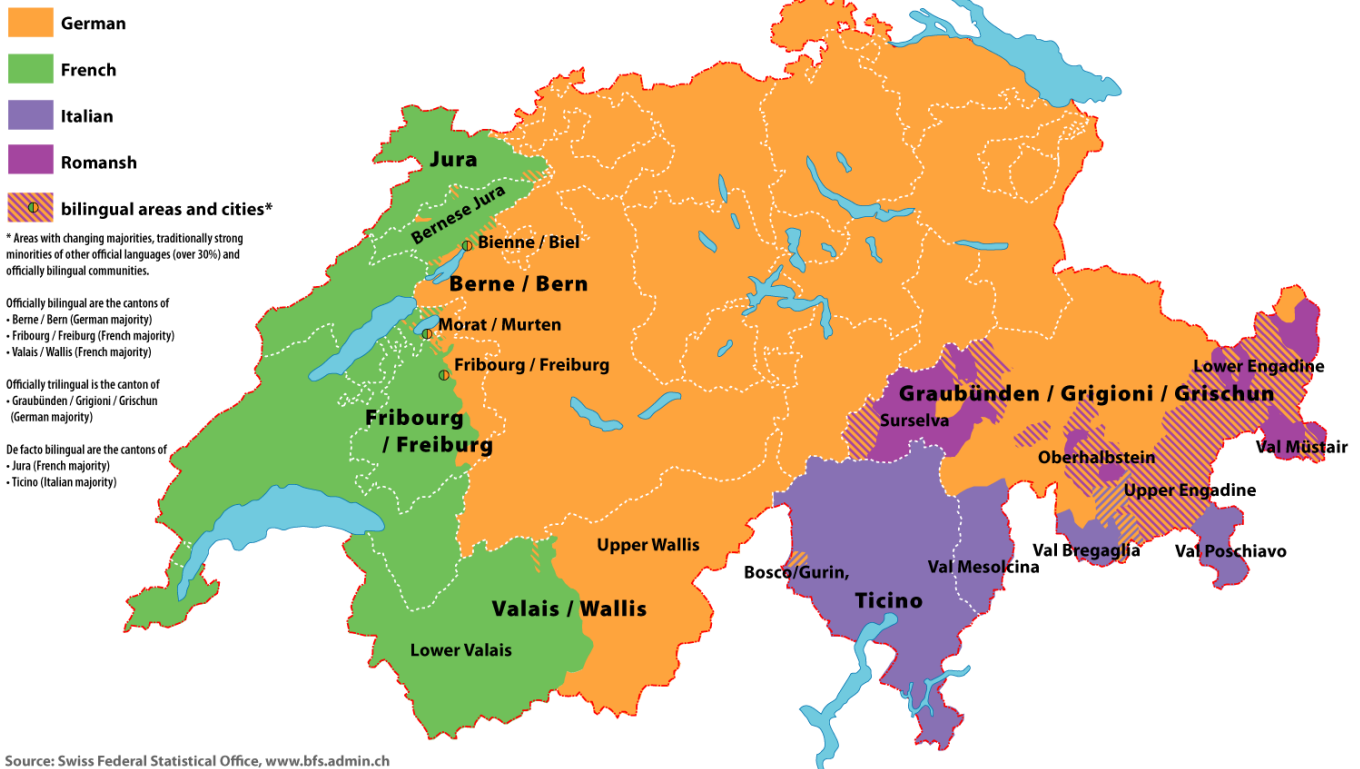 German
French
Italian
Romansh
bilingual areas and cities*
* Areas with changing majorities, traditionally strong
minorities of other official languages (over 30%) and
officially bilingual communities.
Officially bilingual are the cantons of
• Berne / Bern (German majority)
• Fribourg / Freiburg (French majority)
• Valais / Wallis (French majority)
Officially trilingual is the canton of
• Graubünden / Grigioni / Grischun
(German majority)
De facto bilingual are the cantons of
• Jura (French majority)
• Ticino (Italian majority)
Jura
Bernese Jura
Bienne / Biel
Berne / Bern
Morat / Murten
Fribourg / Freiburg
Fribourg
/ Freiburg
Lower Engadine
Graubünden / Grigioni / Grischun
Surselva
Val Müstair
Oberhalbstein
Upper Engadine
Upper Wallis
Val Bregaglia
Val Poschiavo
Bosco/Gurin,
Val Mesolcina
Ticino
Valais / Wallis
Lower Valais
Source: Swiss Federal Statistical Office, www.bfs.admin.ch